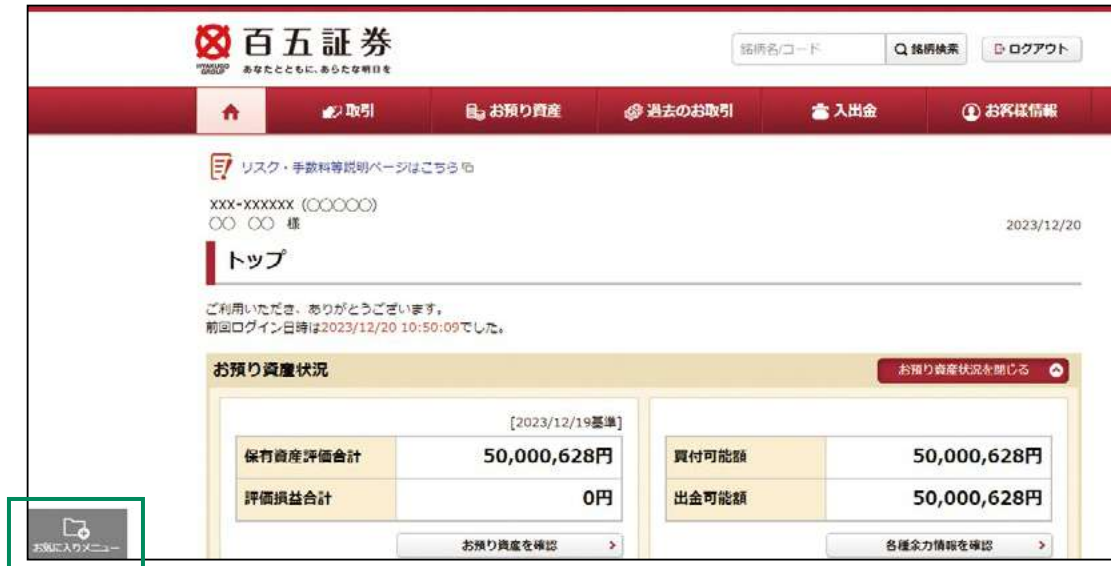 百五証券
HYAKUGO GROUP
あなたとともに、あらたな明日を
銘柄名/コード
銘柄検索
ログアウト
取引
お預り資産
過去のお取引
入出金
お客様情報
リスク・手数料等説明ページはこちら
xxx-xxxxxx (〇〇〇〇〇)
〇〇 〇〇 様
2023/12/20
トップ
ご利用いただき、ありがとうございます。
前回ログイン日時は2023/12/20 10:50:09でした。
お預り資産状況
お預り資産状況を閉じる
[2023/12/19基準]
保有資産評価合計 50,000,628円
評価損益合計 0円
お預り資産を確認
買付可能額 50,000,628円
出金可能額 50,000,628円
各種余力情報を確認
お気に入りメニュー